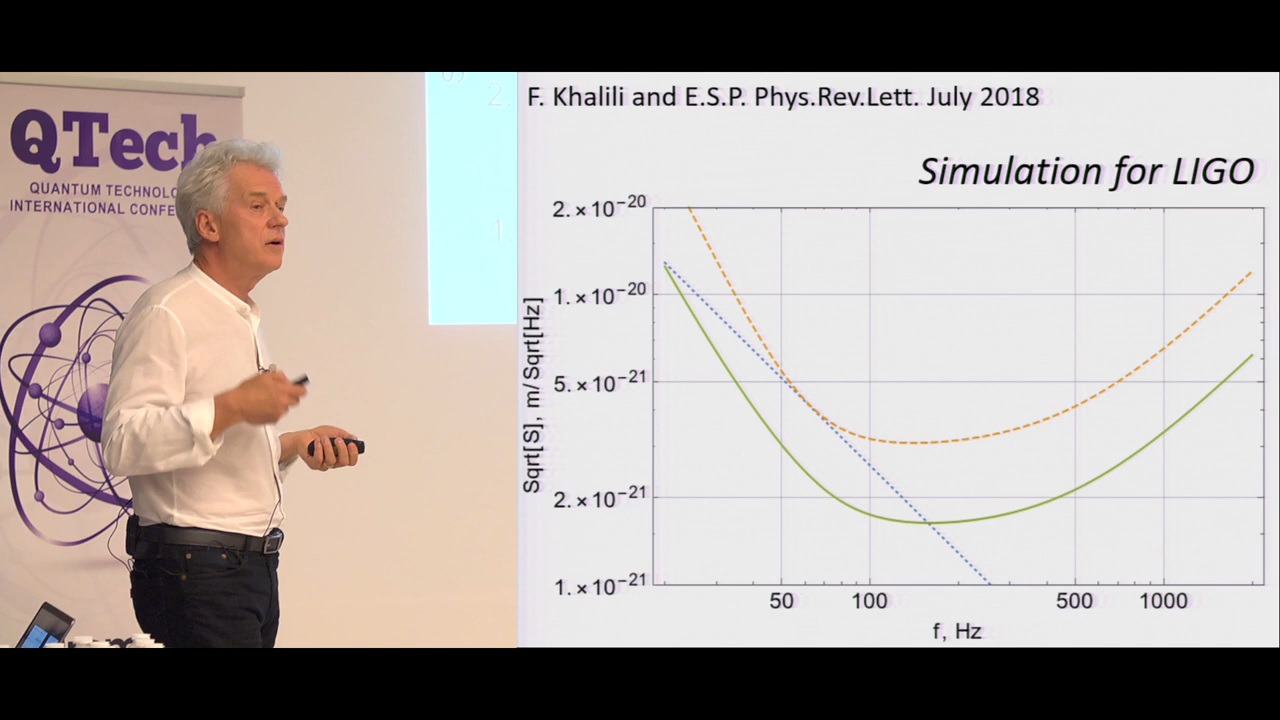 QTech
QUANTUM TECHNOLO
INTERNATIONAL CONFE
2.
1.
F. Khalili and E.S.P. Phys.Rev.Lett. July 2018
Simulation for LIGO
2.×10-20
1.×10-20
5.×10-21
2.×10-21
1.×10-21
Sqrt[S], m/Sqrt[Hz]
50 100 500 1000
f, Hz